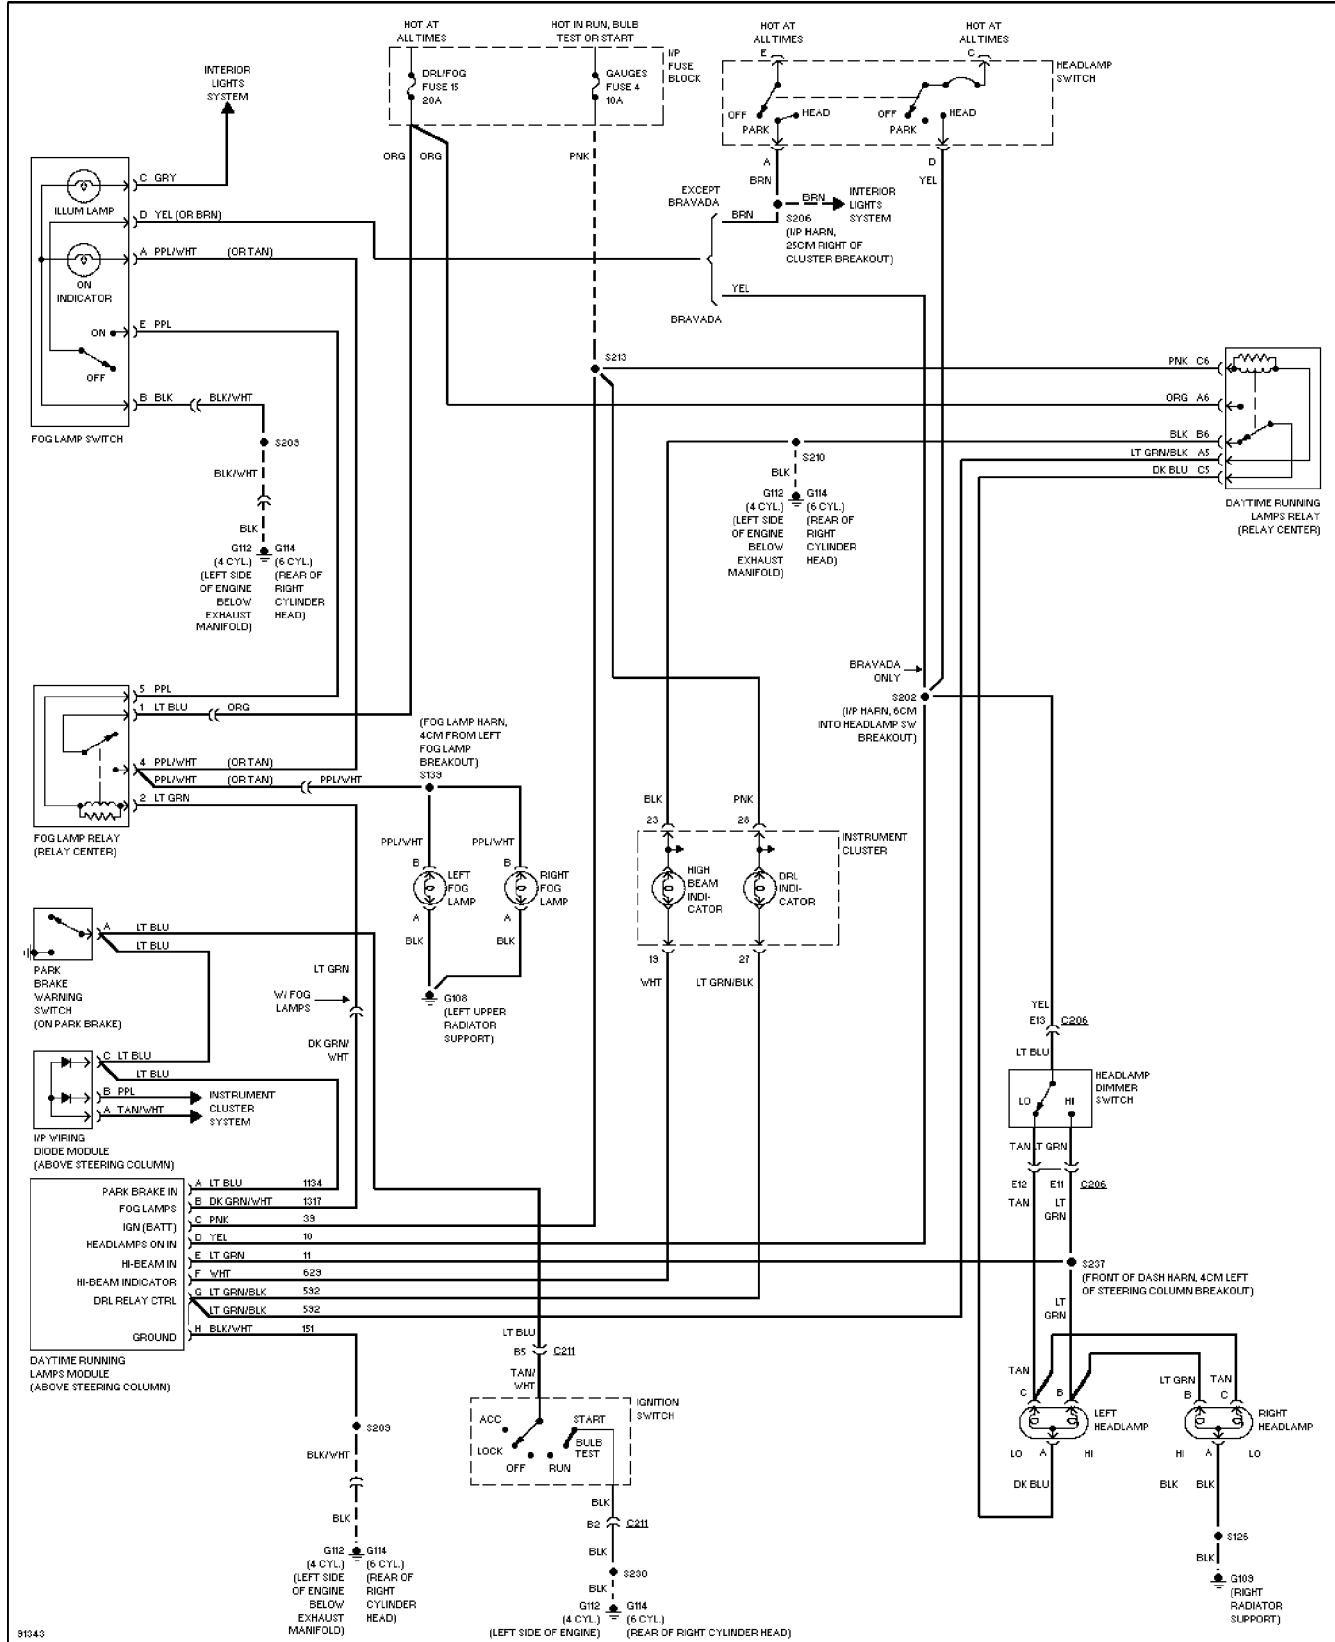 HOT AT
ALL TIMES
HOT IN RUN, BULB
TEST OR START
HOT AT
ALL TIMES
HOT AT
ALL TIMES
E
C
I/P
FUSE
BLOCK
DRL/FOG
FUSE 15
20A
GAUGES
FUSE 4
10A
HEADLAMP
SWITCH
OFF
PARK
HEAD
OFF
PARK
HEAD
INTERIOR
LIGHTS
SYSTEM
ORG
ORG
PNK
A
BRN
D
YEL
C GRY
ILLUM LAMP
D YEL (OR BRN)
A PPL/WHT (OR TAN)
ON
INDICATOR
E PPL
ON
OFF
B BLK
BLK/WHT
FOG LAMP SWITCH
EXCEPT
BRAVADA
BRN
BRN
INTERIOR
LIGHTS
SYSTEM
S206
(I/P HARN,
25CM RIGHT OF
CLUSTER BREAKOUT)
YEL
BRAVADA
S213
PNK C6
ORG A6
BLK B6
LT GRN/BLK A5
DK BLU C5
DAYTIME RUNNING
LAMPS RELAY
(RELAY CENTER)
S209
BLK/WHT
BLK
G112
(4 CYL.)
(LEFT SIDE
OF ENGINE
BELOW
EXHAUST
MANIFOLD)
G114
(6 CYL.)
(REAR OF
RIGHT
CYLINDER
HEAD)
S210
BLK
G112
(4 CYL.)
(LEFT SIDE
OF ENGINE
BELOW
EXHAUST
MANIFOLD)
G114
(6 CYL.)
(REAR OF
RIGHT
CYLINDER
HEAD)
BRAVADA
ONLY
S202
(I/P HARN, 6CM
INTO HEADLAMP SW
BREAKOUT)
5 PPL
1 LT BLU
ORG
4 PPL/WHT (OR TAN)
PPL/WHT (OR TAN)
PPL/WHT
2 LT GRN
FOG LAMP RELAY
(RELAY CENTER)
(FOG LAMP HARN,
4CM FROM LEFT
FOG LAMP
BREAKOUT)
S139
PPL/WHT
B
LEFT
FOG
LAMP
A
BLK
PPL/WHT
B
RIGHT
FOG
LAMP
A
BLK
G108
(LEFT UPPER
RADIATOR
SUPPORT)
BLK
23
PNK
28
INSTRUMENT
CLUSTER
HIGH
BEAM
INDI-
CATOR
DRL
INDI-
CATOR
19
WHT
27
LT GRN/BLK
A
LT BLU
LT BLU
PARK
BRAKE
WARNING
SWITCH
(ON PARK BRAKE)
LT GRN
W/ FOG
LAMPS
DK GRN/
WHT
C LT BLU
LT BLU
B PPL
A TAN/WHT
INSTRUMENT
CLUSTER
SYSTEM
I/P WIRING
DIODE MODULE
(ABOVE STEERING COLUMN)
YEL
E13
C206
LT BLU
HEADLAMP
DIMMER
SWITCH
LO
HI
TAN
LT GRN
E12
E11
C206
TAN
LT
GRN
PARK BRAKE IN A LT BLU 1134
FOG LAMPS B DK GRN/WHT 1317
IGN (BATT) C PNK 39
HEADLAMPS ON IN D YEL 10
HI-BEAM IN E LT GRN 11
HI-BEAM INDICATOR F WHT 629
DRL RELAY CTRL G LT GRN/BLK 592
LT GRN/BLK 592
GROUND H BLK/WHT 151
DAYTIME RUNNING
LAMPS MODULE
(ABOVE STEERING COLUMN)
S237
(FRONT OF DASH HARN, 4CM LEFT
OF STEERING COLUMN BREAKOUT)
LT
GRN
LT BLU
B5
C211
TAN/
WHT
IGNITION
SWITCH
ACC
LOCK
OFF
RUN
BULB
TEST
START
BLK
B2
C211
BLK
S230
BLK
G112
(4 CYL.)
(LEFT SIDE OF ENGINE)
G114
(6 CYL.)
(REAR OF RIGHT CYLINDER HEAD)
S209
BLK/WHT
BLK
G112
(4 CYL.)
(LEFT SIDE
OF ENGINE
BELOW
EXHAUST
MANIFOLD)
G114
(6 CYL.)
(REAR OF
RIGHT
CYLINDER
HEAD)
TAN
C
B
LEFT
HEADLAMP
LO
A
HI
DK BLU
LT GRN
B
TAN
C
RIGHT
HEADLAMP
HI
A
LO
BLK
BLK
S126
BLK
G109
(RIGHT
RADIATOR
SUPPORT)
91343